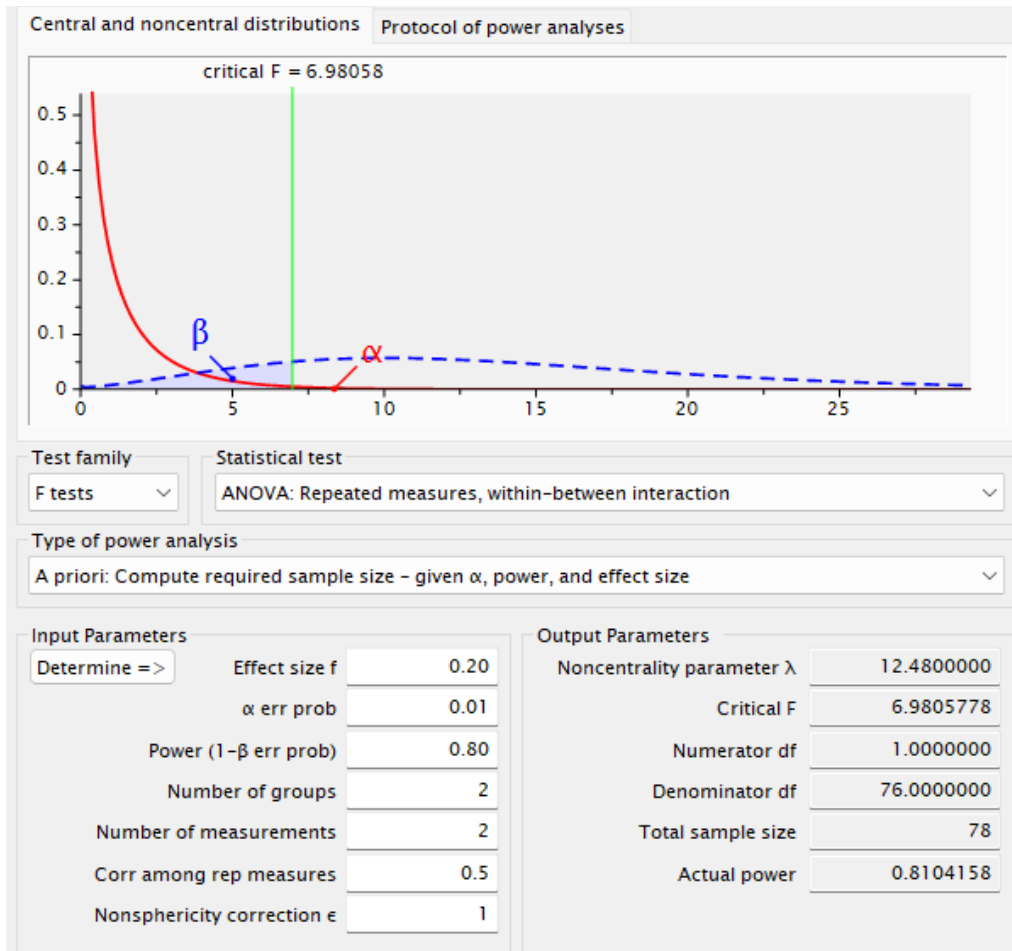 Central and noncentral distributions Protocol of power analyses
critical F = 6.98058
0.5
0.4
0.3
0.2
β
0.1
α
0
0 5 10 15 20 25
Test family Statistical test
F tests ANOVA: Repeated measures, within-between interaction
Type of power analysis
A priori: Compute required sample size - given α, power, and effect size
Input Parameters Output Parameters
Determine => Effect size f 0.20 Noncentrality parameter λ 12.4800000
α err prob 0.01 Critical F 6.9805778
Power (1-β err prob) 0.80 Numerator df 1.0000000
Number of groups 2 Denominator df 76.0000000
Number of measurements 2 Total sample size 78
Corr among rep measures 0.5 Actual power 0.8104158
Nonsphericity correction ϵ 1